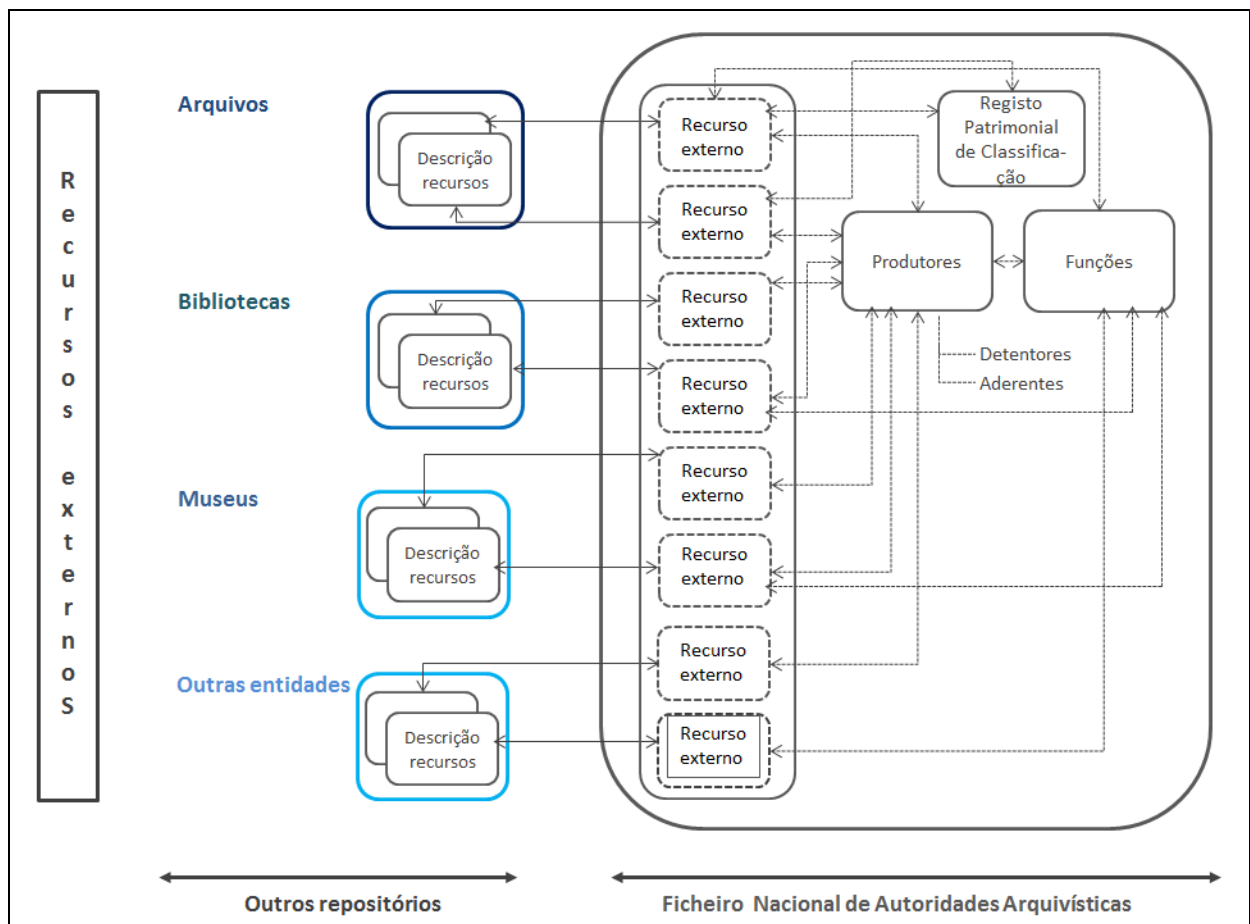 Recursos externoS
Arquivos
Descrição
recursos
Bibliotecas
Descrição
recursos
Museus
Descrição
recursos
Outras entidades
Descrição
recursos
Recurso
externo
Recurso
externo
Recurso
externo
Recurso
externo
Recurso
externo
Recurso
externo
Recurso
externo
Recurso
externo
Registo
Patrimonial
de Classifica-
ção
Produtores
Funções
Detentores
Aderentes
Outros repositórios
Ficheiro Nacional de Autoridades Arquivísticas